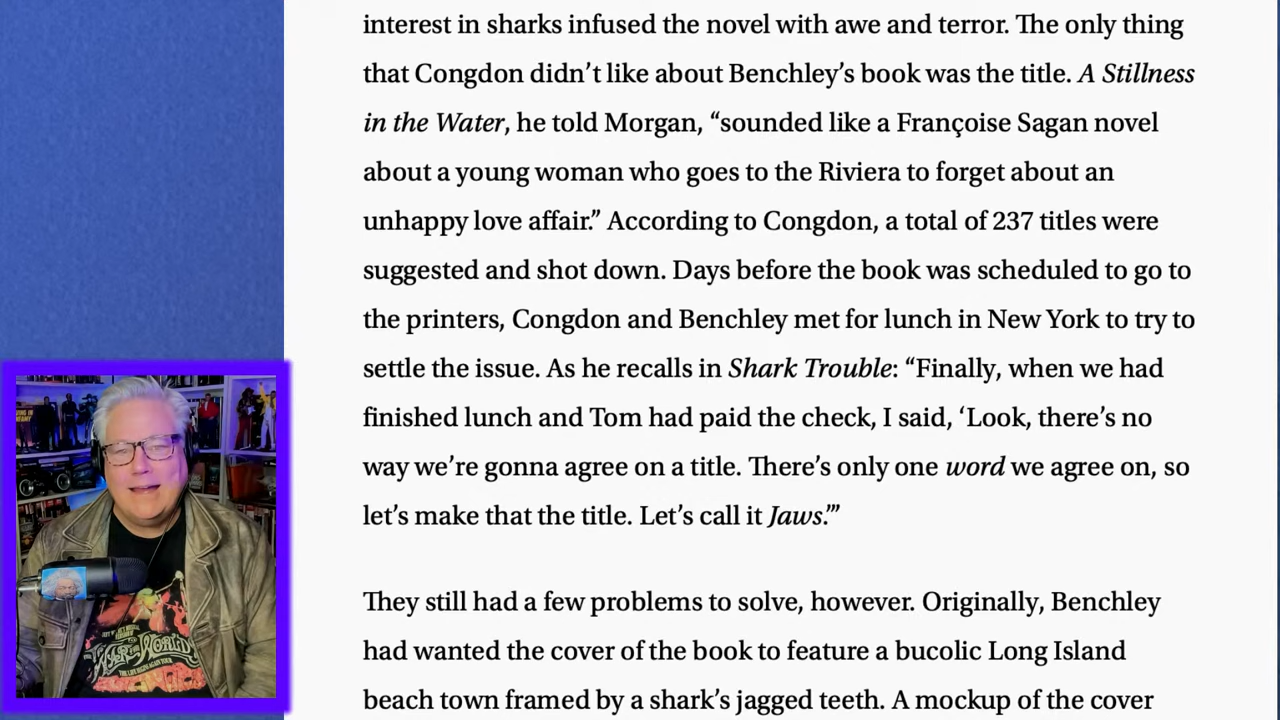 interest in sharks infused the novel with awe and terror. The only thing
that Congdon didn’t like about Benchley’s book was the title. A Stillness
in the Water, he told Morgan, “sounded like a Françoise Sagan novel
about a young woman who goes to the Riviera to forget about an
unhappy love affair.” According to Congdon, a total of 237 titles were
suggested and shot down. Days before the book was scheduled to go to
the printers, Congdon and Benchley met for lunch in New York to try to
settle the issue. As he recalls in Shark Trouble: “Finally, when we had
finished lunch and Tom had paid the check, I said, ‘Look, there’s no
way we’re gonna agree on a title. There’s only one word we agree on, so
let’s make that the title. Let’s call it Jaws.’”
They still had a few problems to solve, however. Originally, Benchley
had wanted the cover of the book to feature a bucolic Long Island
beach town framed by a shark’s jagged teeth. A mockup of the cover